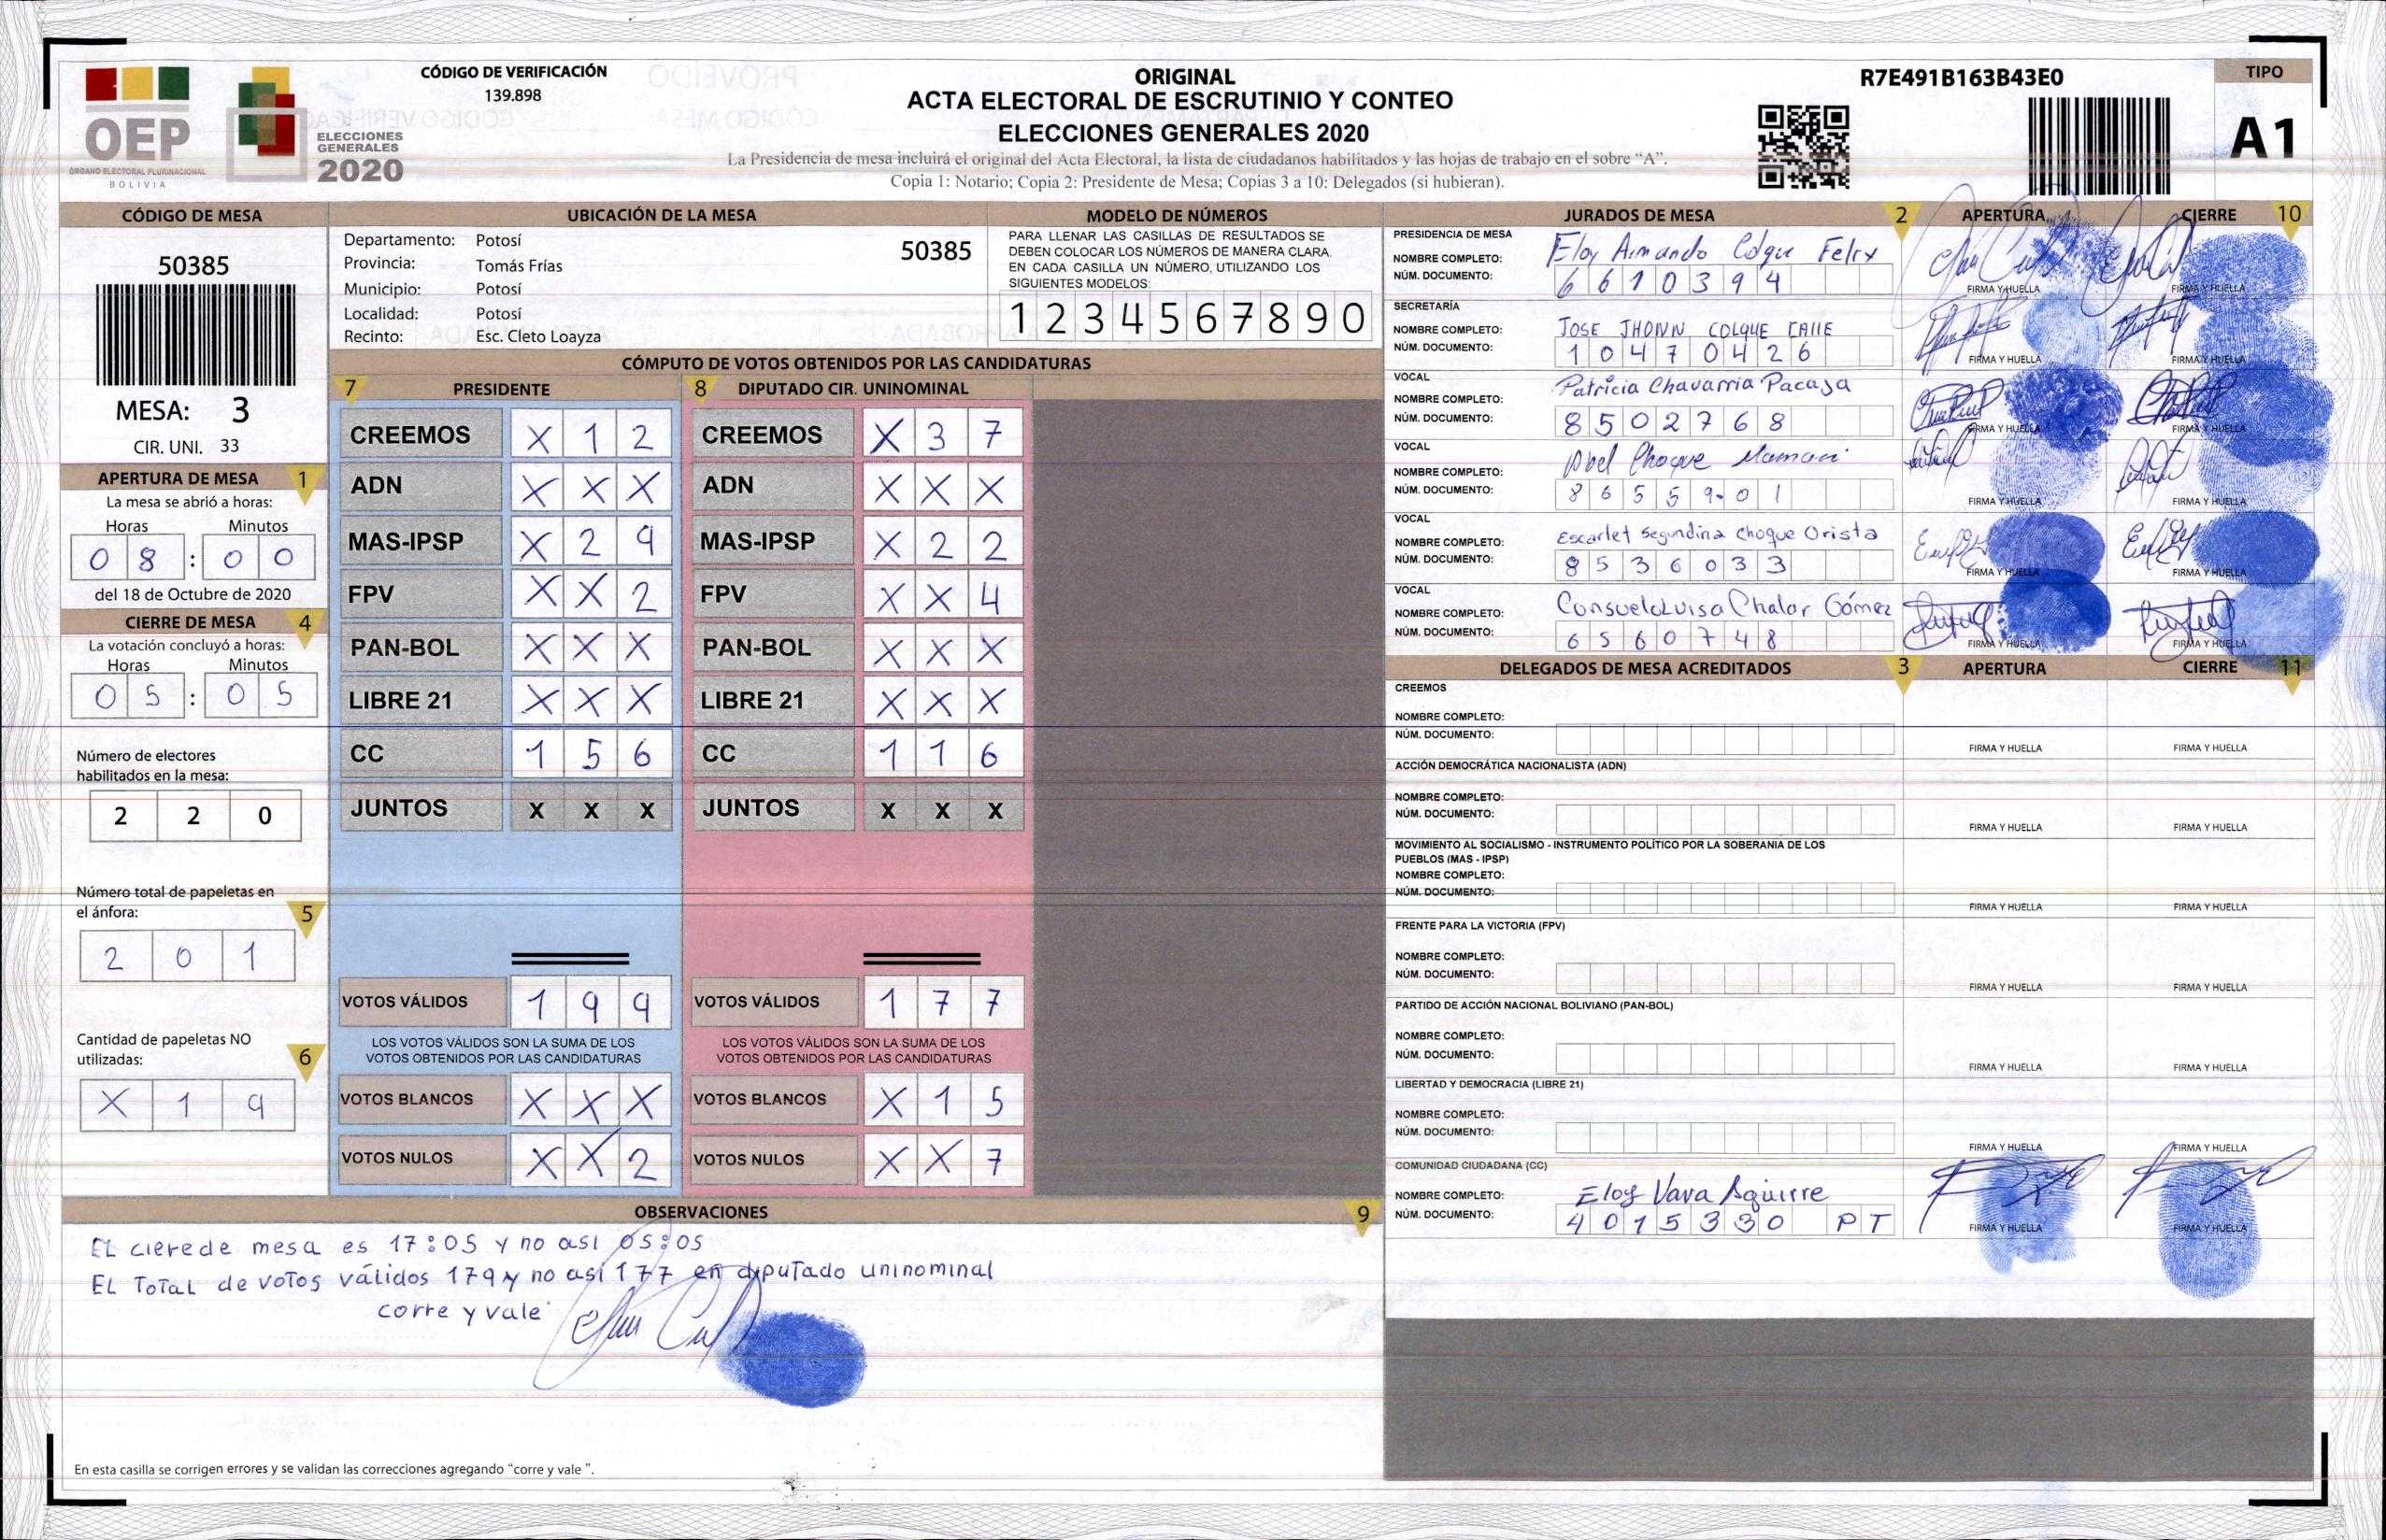 CÓDIGO DE VERIFICACIÓN
139.898
OEP
ÓRGANO ELECTORAL PLURINACIONAL
BOLIVIA
ELECCIONES
GENERALES
2020
ORIGINAL
ACTA ELECTORAL DE ESCRUTINIO Y CONTEO
ELECCIONES GENERALES 2020
La Presidencia de mesa incluirá el original del Acta Electoral, la lista de ciudadanos habilitados y las hojas de trabajo en el sobre “A”.
Copia 1: Notario; Copia 2: Presidente de Mesa; Copias 3 a 10: Delegados (si hubieran).
R7E491B163B43E0
TIPO
A1
CÓDIGO DE MESA
50385
MESA: 3
CIR. UNI. 33
APERTURA DE MESA 1
La mesa se abrió a horas:
Horas Minutos
0 8 : 0 0
del 18 de Octubre de 2020
CIERRE DE MESA 4
La votación concluyó a horas:
Horas Minutos
0 5 : 0 5
Número de electores
habilitados en la mesa:
2 2 0
Número total de papeletas en
el ánfora: 5
2 0 1
Cantidad de papeletas NO
utilizadas: 6
X 1 9
UBICACIÓN DE LA MESA
Departamento: Potosí 50385
Provincia: Tomás Frías
Municipio: Potosí
Localidad: Potosí
Recinto: Esc. Cleto Loayza
MODELO DE NÚMEROS
PARA LLENAR LAS CASILLAS DE RESULTADOS SE
DEBEN COLOCAR LOS NÚMEROS DE MANERA CLARA.
EN CADA CASILLA UN NÚMERO, UTILIZANDO LOS
SIGUIENTES MODELOS:
1 2 3 4 5 6 7 8 9 0
CÓMPUTO DE VOTOS OBTENIDOS POR LAS CANDIDATURAS
7 PRESIDENTE 8 DIPUTADO CIR. UNINOMINAL
CREEMOS X 1 2 CREEMOS X 3 7
ADN X X X ADN X X X
MAS-IPSP X 2 9 MAS-IPSP X 2 2
FPV X X 2 FPV X X 4
PAN-BOL X X X PAN-BOL X X X
LIBRE 21 X X X LIBRE 21 X X X
CC 1 5 6 CC 1 1 6
JUNTOS X X X JUNTOS X X X
VOTOS VÁLIDOS 1 9 9 VOTOS VÁLIDOS 1 7 7
LOS VOTOS VÁLIDOS SON LA SUMA DE LOS LOS VOTOS VÁLIDOS SON LA SUMA DE LOS
VOTOS OBTENIDOS POR LAS CANDIDATURAS VOTOS OBTENIDOS POR LAS CANDIDATURAS
VOTOS BLANCOS X X X VOTOS BLANCOS X 1 5
VOTOS NULOS X X 2 VOTOS NULOS X X 7
OBSERVACIONES 9
EL cierede mesa es 17:05 y no asi 05:05
EL Total de votos válidos 179 y no así 177 en diputado uninominal
corre y vale
En esta casilla se corrigen errores y se validan las correcciones agregando “corre y vale ”.
JURADOS DE MESA 2 APERTURA CIERRE 10
PRESIDENCIA DE MESA
NOMBRE COMPLETO: Eloy Armando Colque Felix
NÚM. DOCUMENTO: 6 6 1 0 3 9 4
FIRMA Y HUELLA FIRMA Y HUELLA
SECRETARÍA
NOMBRE COMPLETO: JOSE JHONN COLQUE CAllE
NÚM. DOCUMENTO: 1 0 4 7 0 4 2 6
FIRMA Y HUELLA FIRMA Y HUELLA
VOCAL
NOMBRE COMPLETO: Patricia Chavarria Pacaja
NÚM. DOCUMENTO: 8 5 0 2 7 6 8
FIRMA Y HUELLA FIRMA Y HUELLA
VOCAL
NOMBRE COMPLETO: Abel Choque Mamani
NÚM. DOCUMENTO: 8 6 5 5 9 0 1
FIRMA Y HUELLA FIRMA Y HUELLA
VOCAL
NOMBRE COMPLETO: Escarlet Segundina Choque Orista
NÚM. DOCUMENTO: 8 5 3 6 0 3 3
FIRMA Y HUELLA FIRMA Y HUELLA
VOCAL
NOMBRE COMPLETO: Consuelo Luisa Chalar Gómez
NÚM. DOCUMENTO: 6 5 6 0 7 4 8
FIRMA Y HUELLA FIRMA Y HUELLA
DELEGADOS DE MESA ACREDITADOS 3 APERTURA CIERRE 11
CREEMOS
NOMBRE COMPLETO:
NÚM. DOCUMENTO:
FIRMA Y HUELLA FIRMA Y HUELLA
ACCIÓN DEMOCRÁTICA NACIONALISTA (ADN)
NOMBRE COMPLETO:
NÚM. DOCUMENTO:
FIRMA Y HUELLA FIRMA Y HUELLA
MOVIMIENTO AL SOCIALISMO - INSTRUMENTO POLÍTICO POR LA SOBERANIA DE LOS
PUEBLOS (MAS - IPSP)
NOMBRE COMPLETO:
NÚM. DOCUMENTO:
FIRMA Y HUELLA FIRMA Y HUELLA
FRENTE PARA LA VICTORIA (FPV)
NOMBRE COMPLETO:
NÚM. DOCUMENTO:
FIRMA Y HUELLA FIRMA Y HUELLA
PARTIDO DE ACCIÓN NACIONAL BOLIVIANO (PAN-BOL)
NOMBRE COMPLETO:
NÚM. DOCUMENTO:
FIRMA Y HUELLA FIRMA Y HUELLA
LIBERTAD Y DEMOCRACIA (LIBRE 21)
NOMBRE COMPLETO:
NÚM. DOCUMENTO:
FIRMA Y HUELLA FIRMA Y HUELLA
COMUNIDAD CIUDADANA (CC)
NOMBRE COMPLETO: Eloy Vava Aguirre
NÚM. DOCUMENTO: 4 0 1 5 3 3 0 P T
FIRMA Y HUELLA FIRMA Y HUELLA